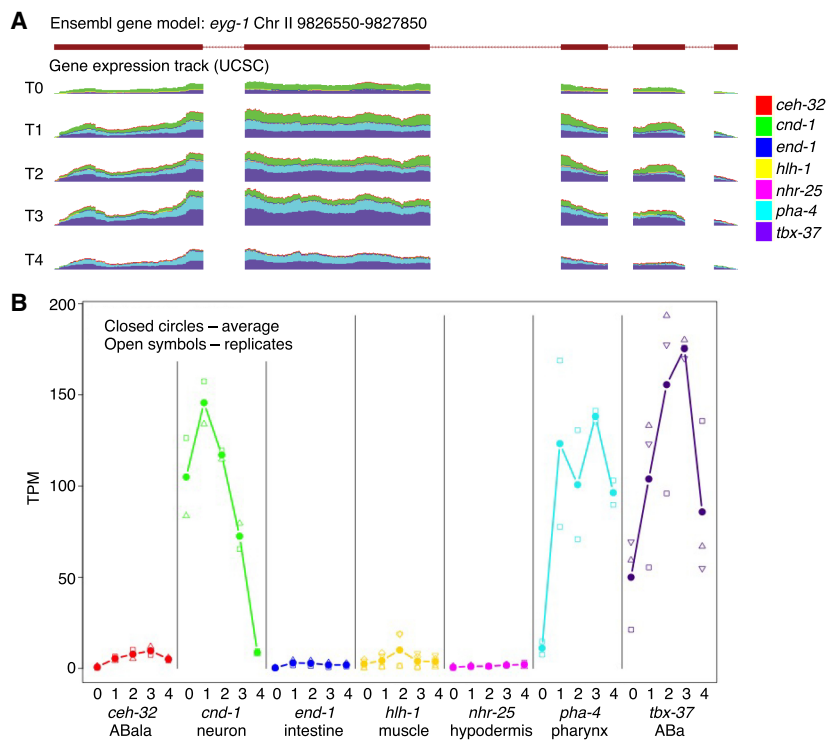 A
Ensembl gene model: eyg-1 Chr II 9826550-9827850
Gene expression track (UCSC)
T0
T1
T2
T3
T4
ceh-32
cnd-1
end-1
hlh-1
nhr-25
pha-4
tbx-37
B
Closed circles – average
Open symbols – replicates
TPM
200
150
100
50
0
0 1 2 3 4 0 1 2 3 4 0 1 2 3 4 0 1 2 3 4 0 1 2 3 4 0 1 2 3 4 0 1 2 3 4
ceh-32 cnd-1 end-1 hlh-1 nhr-25 pha-4 tbx-37
ABala neuron intestine muscle hypodermis pharynx ABa